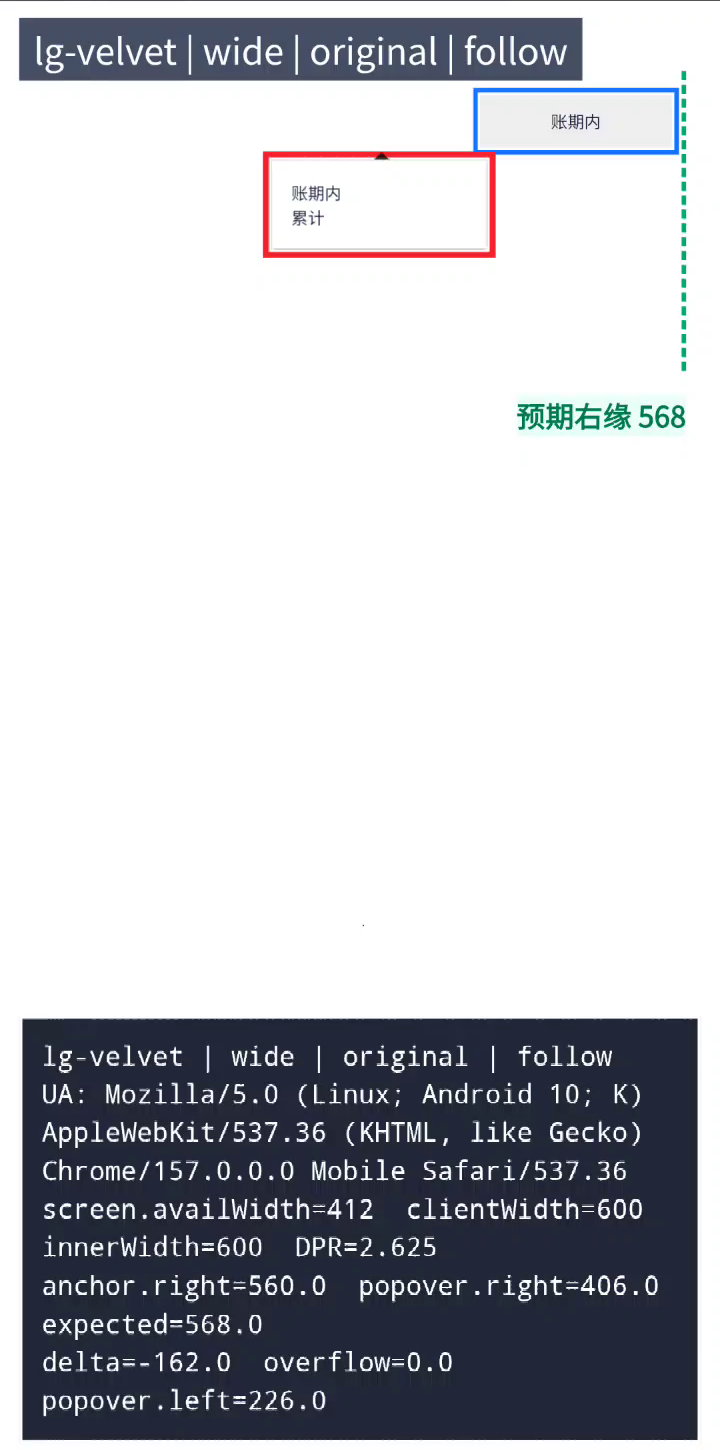 lg-velvet | wide | original | follow
账期内
账期内
累计
预期右缘 568
lg-velvet | wide | original | follow
UA: Mozilla/5.0 (Linux; Android 10; K)
AppleWebKit/537.36 (KHTML, like Gecko)
Chrome/157.0.0.0 Mobile Safari/537.36
screen.availWidth=412  clientWidth=600
innerWidth=600  DPR=2.625
anchor.right=560.0  popover.right=406.0
expected=568.0
delta=-162.0  overflow=0.0
popover.left=226.0